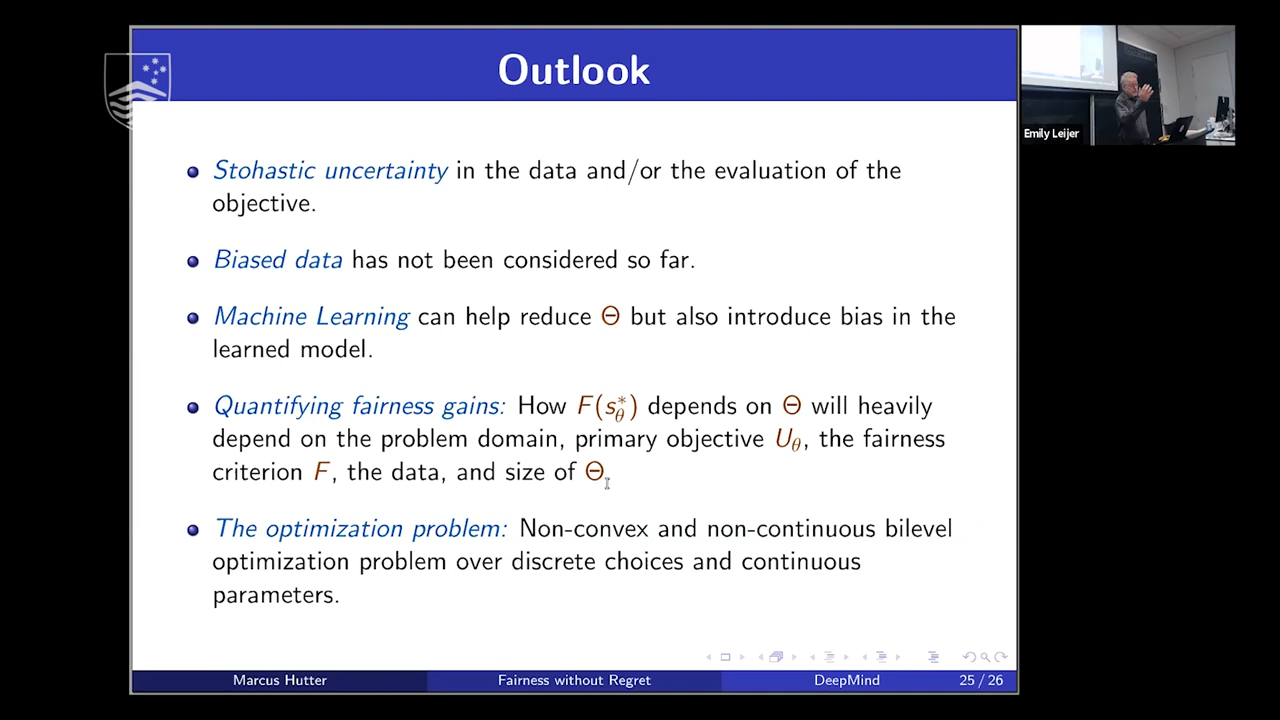 Outlook
Emily Leijer
Stohastic uncertainty in the data and/or the evaluation of the
objective.
Biased data has not been considered so far.
Machine Learning can help reduce Θ but also introduce bias in the
learned model.
Quantifying fairness gains: How F(s*θ) depends on Θ will heavily
depend on the problem domain, primary objective Uθ, the fairness
criterion F, the data, and size of Θ
The optimization problem: Non-convex and non-continuous bilevel
optimization problem over discrete choices and continuous
parameters.
Marcus Hutter Fairness without Regret DeepMind 25 / 26